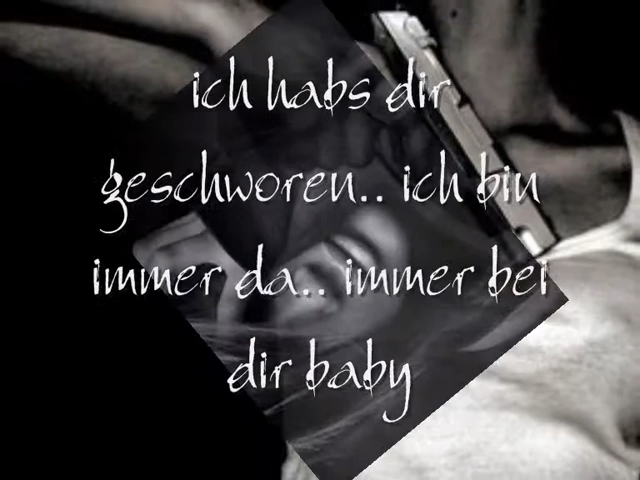 ich habs dir
geschworen.. ich bin
immer da.. immer bei
dir baby